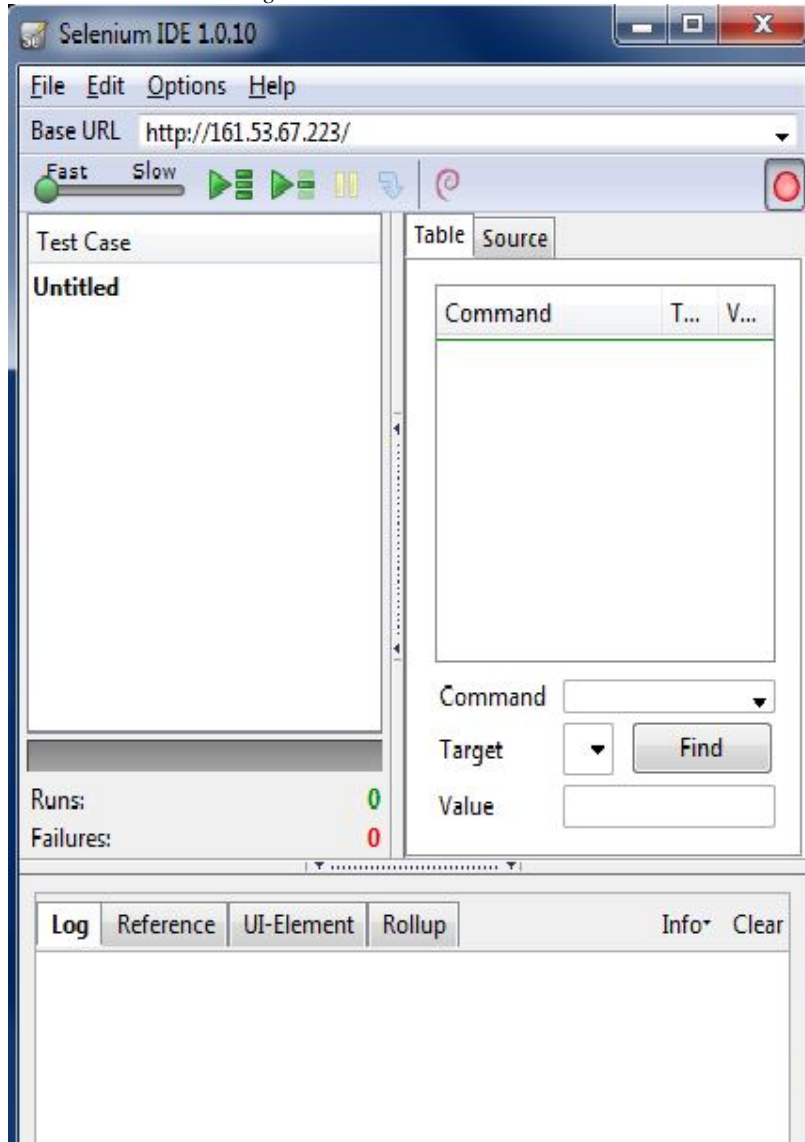 Selenium IDE 1.0.10
File Edit Options Help
Base URL http://161.53.67.223/
Fast Slow
Test Case
Untitled
Runs: 0
Failures: 0
Table Source
Command T... V...
Command
Target Find
Value
Log Reference UI-Element Rollup Info Clear